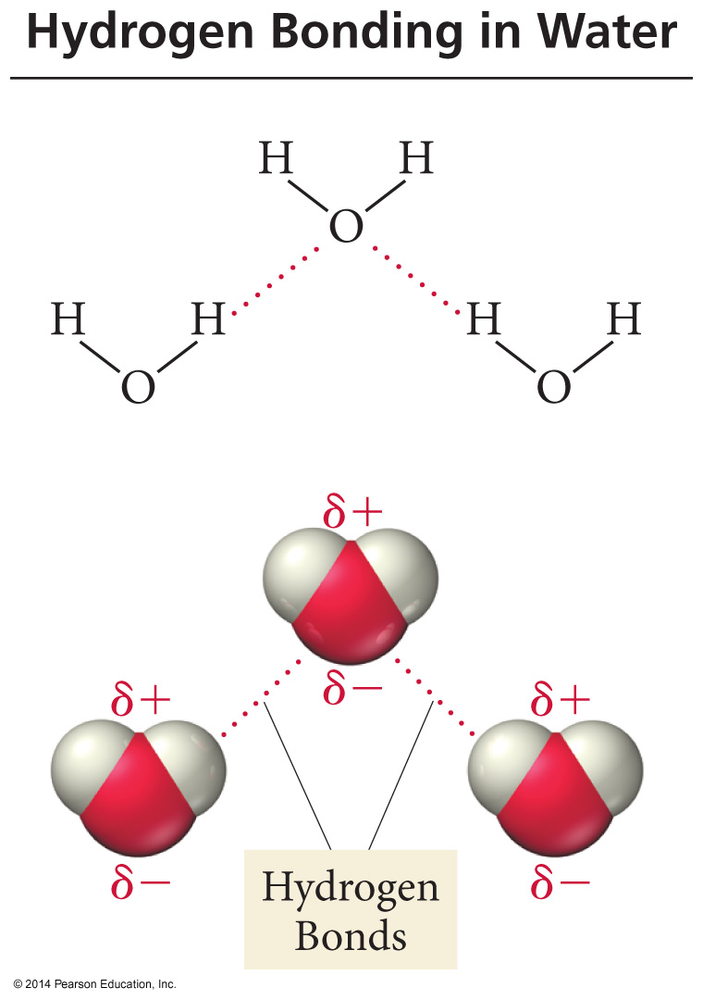 Hydrogen Bonding in Water
H H
O
H H H H
O O
δ+
δ−
δ+ δ+
δ− δ−
Hydrogen
Bonds
© 2014 Pearson Education, Inc.